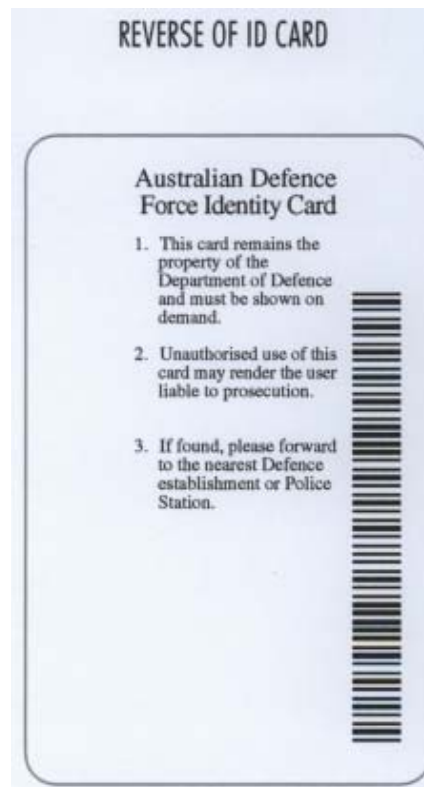 REVERSE OF ID CARD
Australian Defence
Force Identity Card
1. This card remains the
property of the
Department of Defence
and must be shown on
demand.
2. Unauthorised use of this
card may render the user
liable to prosecution.
3. If found, please forward
to the nearest Defence
establishment or Police
Station.